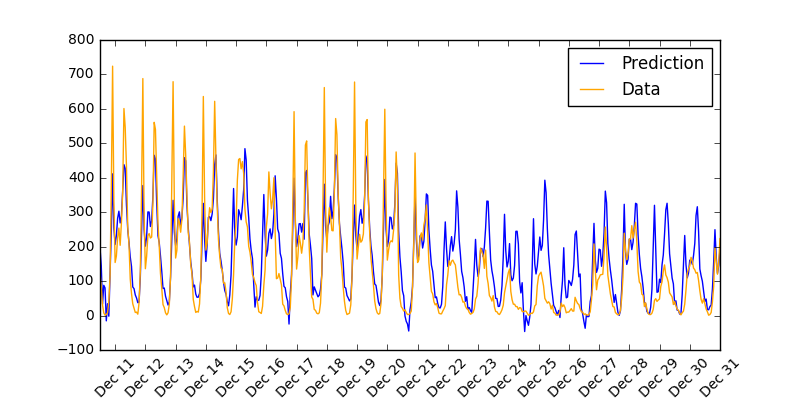 800
700
600
500
400
300
200
100
0
−100
Prediction
Data
Dec 11
Dec 12
Dec 13
Dec 14
Dec 15
Dec 16
Dec 17
Dec 18
Dec 19
Dec 20
Dec 21
Dec 22
Dec 23
Dec 24
Dec 25
Dec 26
Dec 27
Dec 28
Dec 29
Dec 30
Dec 31